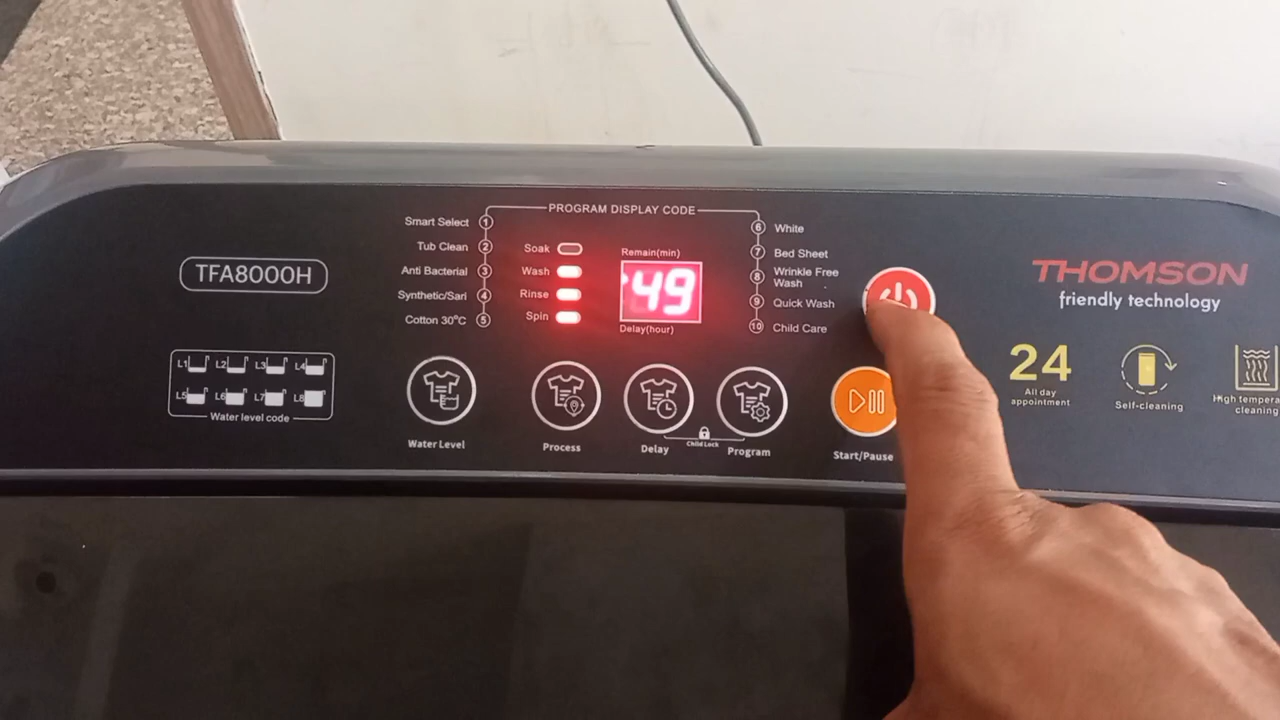 PROGRAM DISPLAY CODE
Smart Select 1
Tub Clean 2
Anti Bacterial 3
Synthetic/Sari 4
Cotton 30°C 5
Soak
Wash
Rinse
Spin
Remain(min)
49
Delay(hour)
6 White
7 Bed Sheet
8 Wrinkle Free
Wash
9 Quick Wash
10 Child Care
TFA8000H
L1 L2 L3 L4
L5 L6 L7 L8
Water level code
Water Level
Process
Delay
Child Lock
Program
Start/Pause
THOMSON
friendly technology
24
All day
appointment
Self-cleaning
High tempera
cleaning